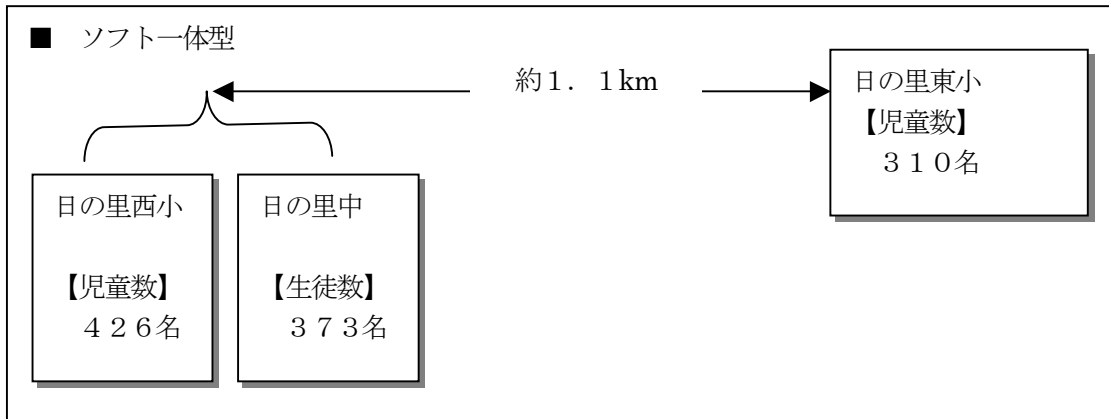 ■ ソフト一体型
約１．１km
日の里東小
【児童数】
３１０名
日の里西小
【児童数】
４２６名
日の里中
【生徒数】
３７３名